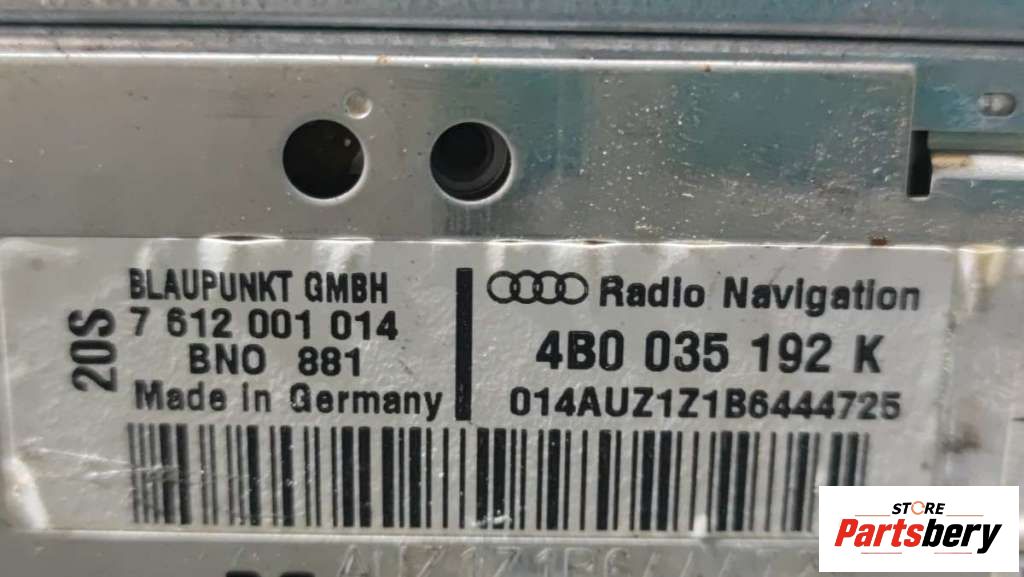 20S
BLAUPUNKT GMBH
7 612 001 014
BNO 881
Made in Germany
Radio Navigation
4B0 035 192 K
014AUZ1Z1B6444725
STORE
Partsbery